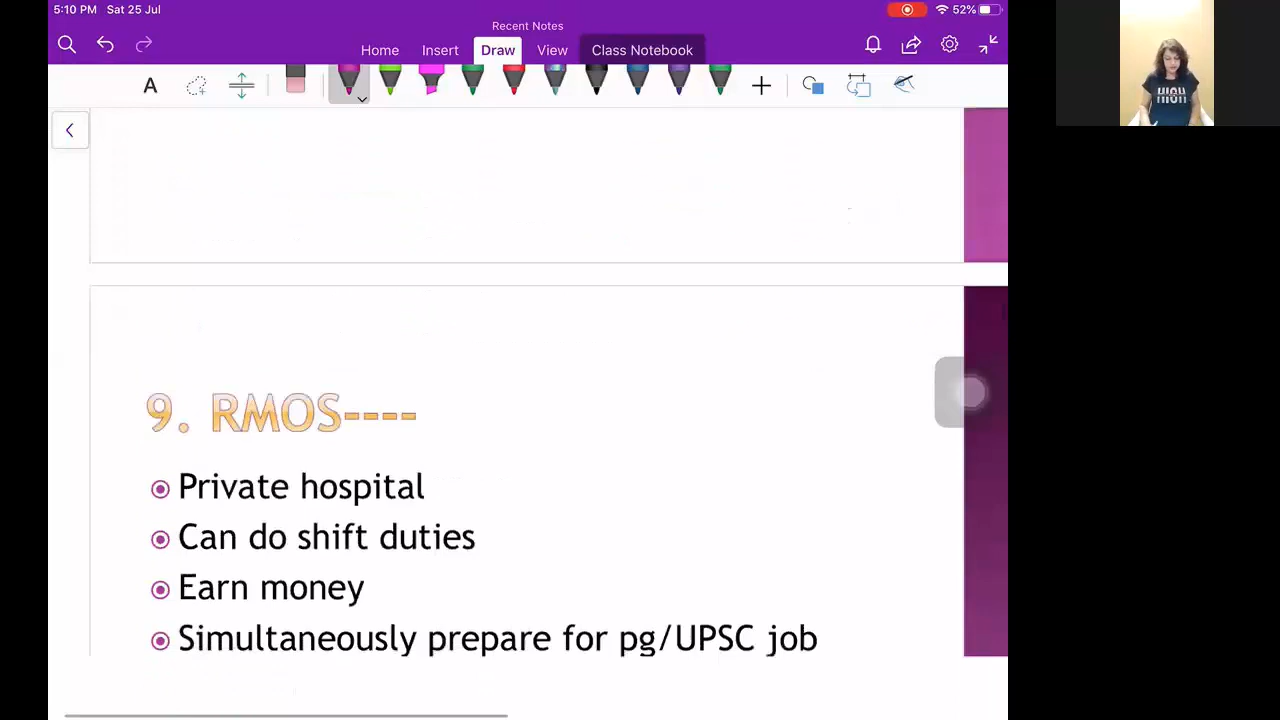 5:10 PM Sat 25 Jul
52%
Recent Notes
Home Insert Draw View Class Notebook
A
HIGH
9. RMOS----
Private hospital
Can do shift duties
Earn money
Simultaneously prepare for pg/UPSC job